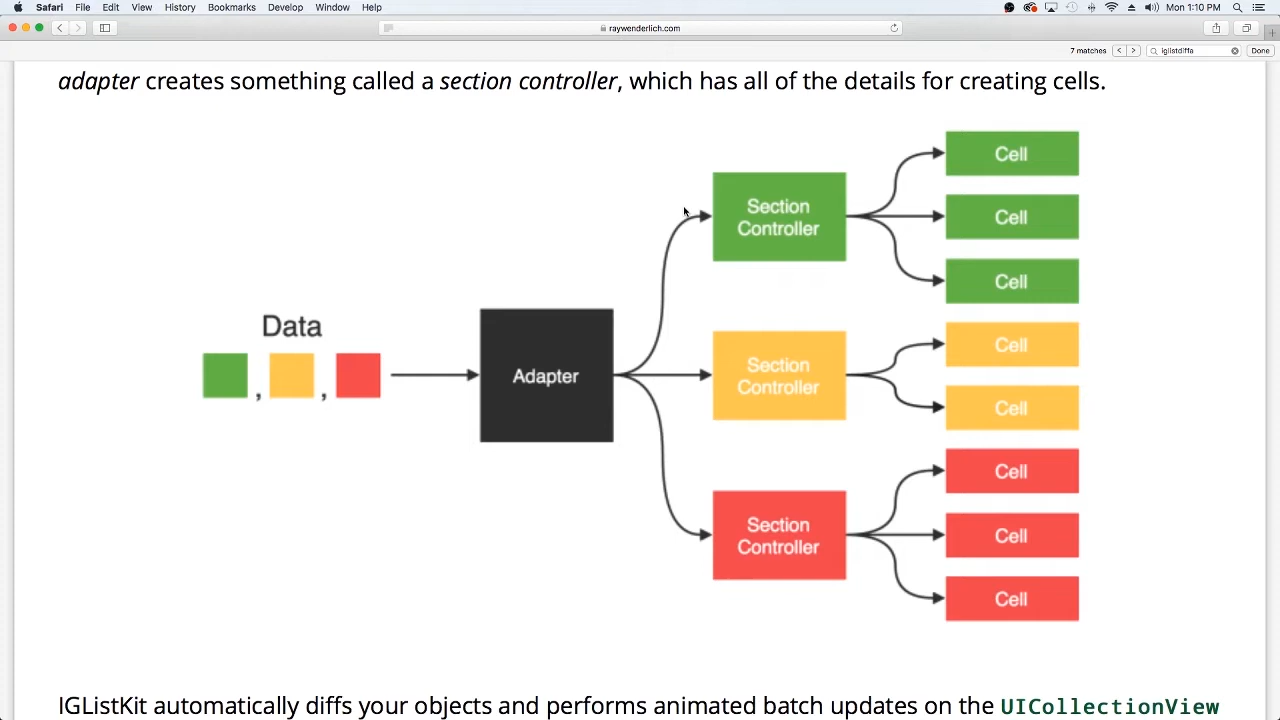 Safari File Edit View History Bookmarks Develop Window Help Mon 1:10 PM
raywenderlich.com
7 matches iglistdiffa Done
adapter creates something called a section controller, which has all of the details for creating cells.
Data
, ,
Adapter
Section
Controller
Cell
Cell
Cell
Section
Controller
Cell
Cell
Section
Controller
Cell
Cell
Cell
IGListKit automatically diffs your objects and performs animated batch updates on the UICollectionView